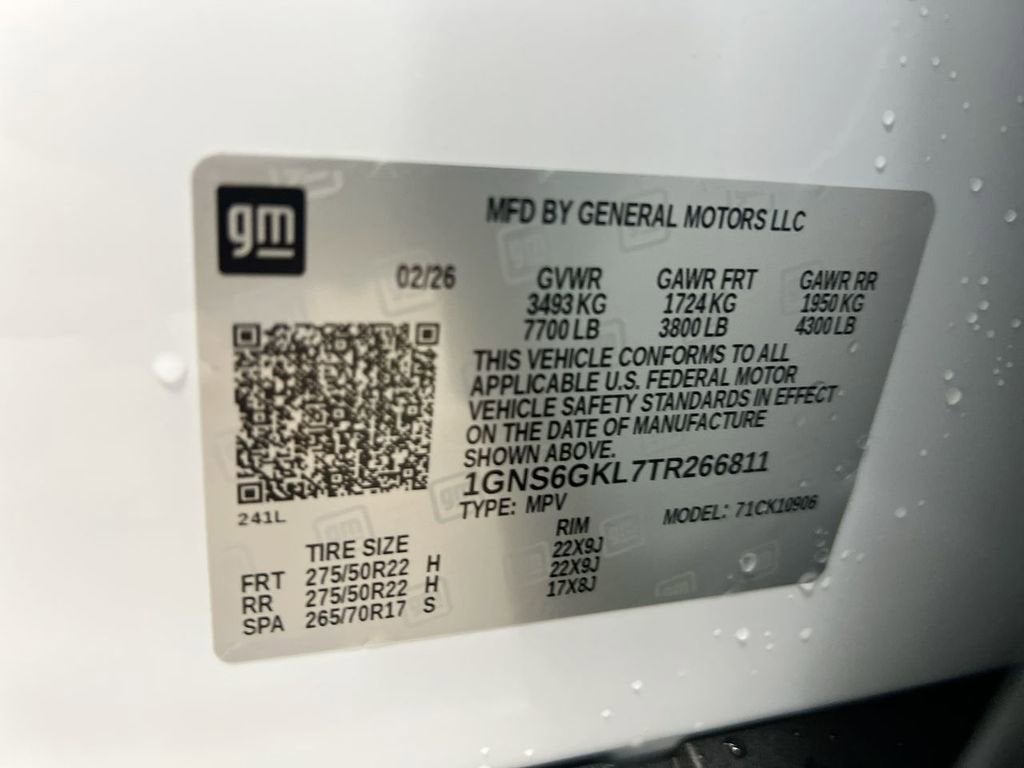 gm
MFD BY GENERAL MOTORS LLC
02/26 GVWR GAWR FRT GAWR RR
3493 KG 1724 KG 1950 KG
7700 LB 3800 LB 4300 LB
THIS VEHICLE CONFORMS TO ALL
APPLICABLE U.S. FEDERAL MOTOR
VEHICLE SAFETY STANDARDS IN EFFECT
ON THE DATE OF MANUFACTURE
SHOWN ABOVE.
1GNS6GKL7TR266811
TYPE: MPV MODEL: 71CK10906
241L
TIRE SIZE RIM
FRT 275/50R22 H 22X9J
RR 275/50R22 H 22X9J
SPA 265/70R17 S 17X8J